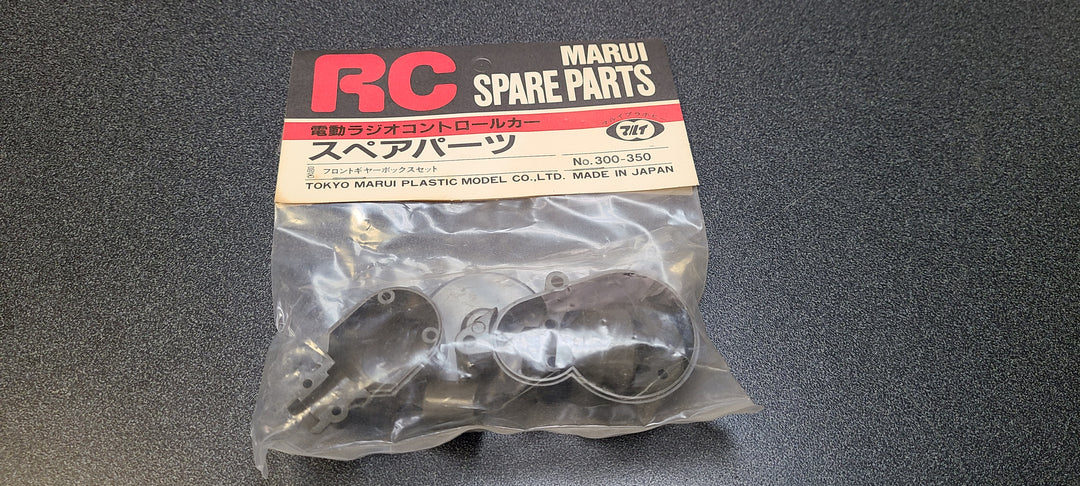 RC
MARUI
SPARE PARTS
電動ラジオコントロールカー
スペアパーツ
マルイ
フロントギヤーボックスセット
No.300-350
TOKYO MARUI PLASTIC MODEL CO.,LTD. MADE IN JAPAN